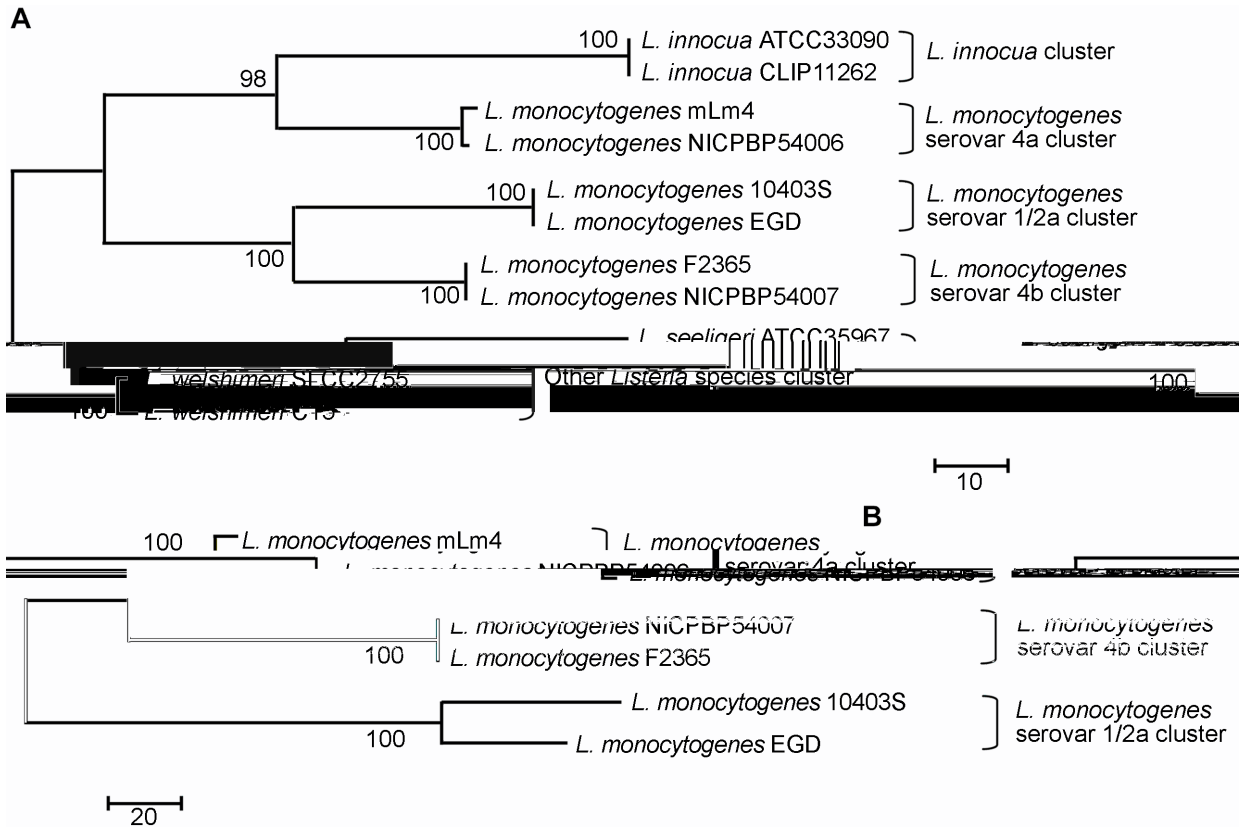 A
100
L. innocua ATCC33090
L. innocua cluster
L. innocua CLIP11262
98
L. monocytogenes mLm4
L. monocytogenes
serovar 4a cluster
100
L. monocytogenes NICPBP54006
L. monocytogenes 10403S
L. monocytogenes
serovar 1/2a cluster
100
L. monocytogenes EGD
100
L. monocytogenes F2365
L. monocytogenes
serovar 4b cluster
100
L. monocytogenes NICPBP54007
L. seeligeri ATCC35967
welshimeri SLCC2755
Other Listeria species cluster
100
100
L. welshimeri
10
B
100
L. monocytogenes mLm4
L. monocytogenes
serovar 4a cluster
L. monocytogenes
L. monocytogenes NICPBP54007
L. monocytogenes
serovar 4b cluster
100
L. monocytogenes F2365
L. monocytogenes 10403S
L. monocytogenes
serovar 1/2a cluster
100
L. monocytogenes EGD
20